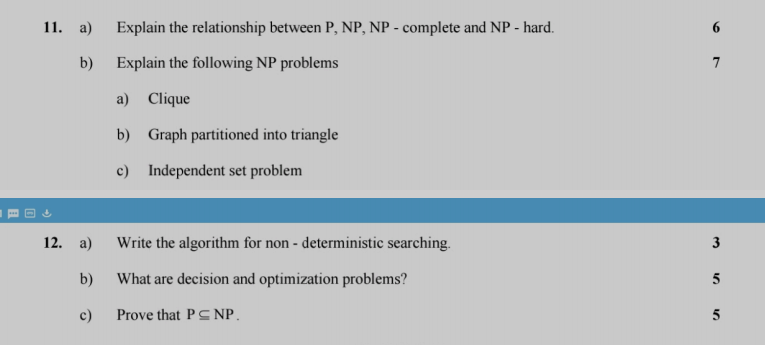 11. a) Explain the relationship between P, NP, NP - complete and NP - hard. 6
b) Explain the following NP problems 7
a) Clique
b) Graph partitioned into triangle
c) Independent set problem
12. a) Write the algorithm for non - deterministic searching. 3
b) What are decision and optimization problems? 5
c) Prove that P ⊆ NP. 5